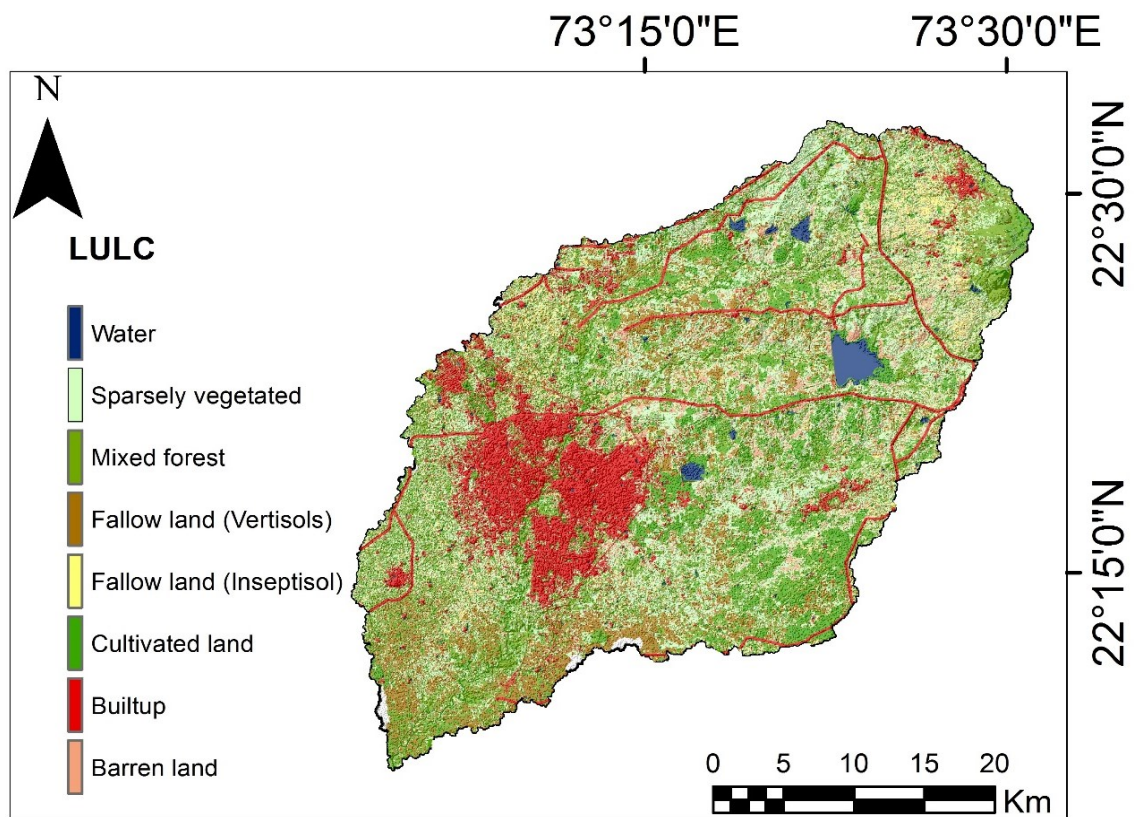 73°15'0"E
73°30'0"E
N
22°30'0"N
22°15'0"N
LULC
Water
Sparsely vegetated
Mixed forest
Fallow land (Vertisols)
Fallow land (Inseptisol)
Cultivated land
Builtup
Barren land
0 5 10 15 20
Km